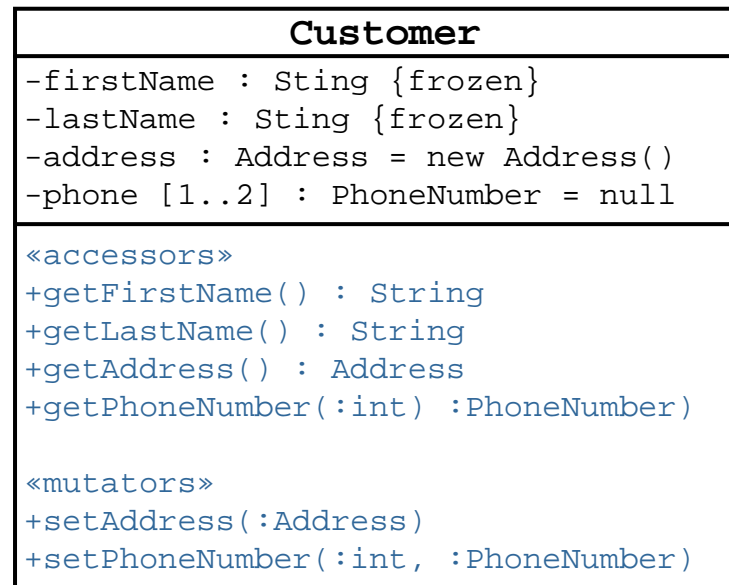 Customer
-firstName : Sting {frozen}
-lastName : Sting {frozen}
-address : Address = new Address()
-phone [1..2] : PhoneNumber = null
«accessors»
+getFirstName() : String
+getLastName() : String
+getAddress() : Address
+getPhoneNumber(:int) :PhoneNumber)
«mutators»
+setAddress(:Address)
+setPhoneNumber(:int, :PhoneNumber)